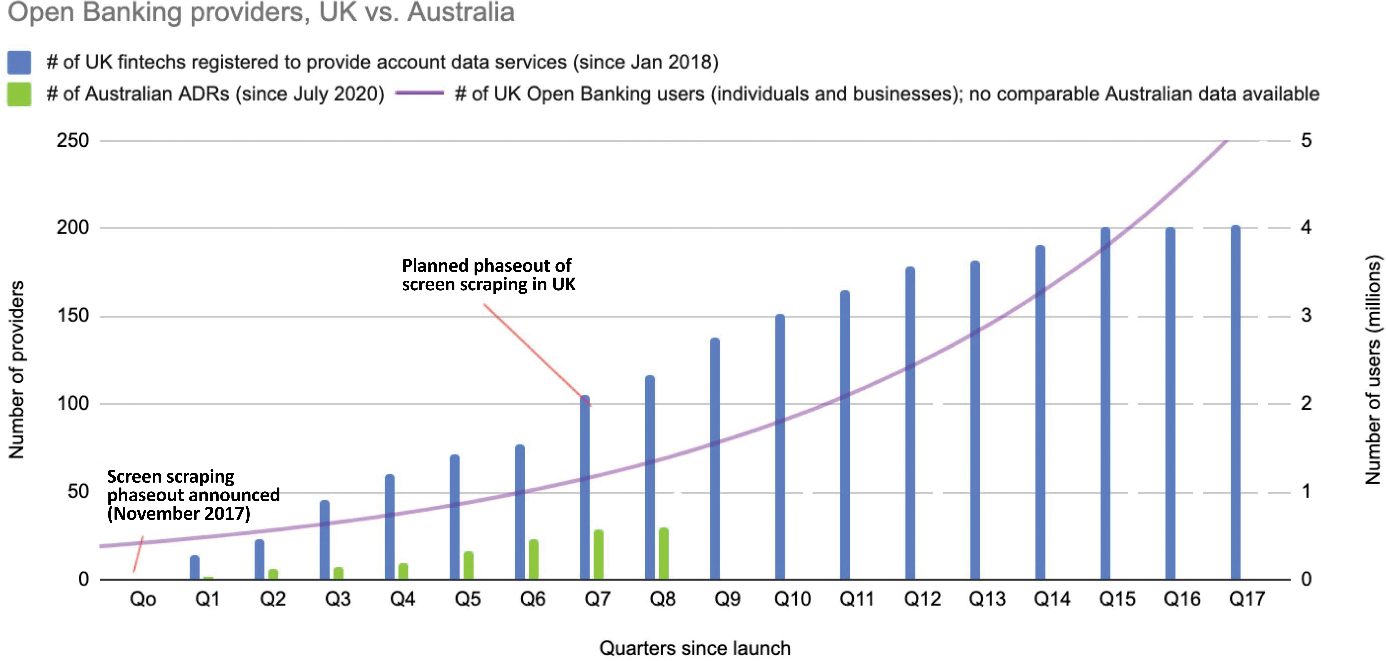 Open Banking providers, UK vs. Australia
# of UK fintechs registered to provide account data services (since Jan 2018)
# of Australian ADRs (since July 2020)
# of UK Open Banking users (individuals and businesses); no comparable Australian data available
250
200
150
100
50
0
5
4
3
2
1
0
Number of providers
Number of users (millions)
Planned phaseout of
screen scraping in UK
Screen scraping
phaseout announced
(November 2017)
Qo Q1 Q2 Q3 Q4 Q5 Q6 Q7 Q8 Q9 Q10 Q11 Q12 Q13 Q14 Q15 Q16 Q17
Quarters since launch